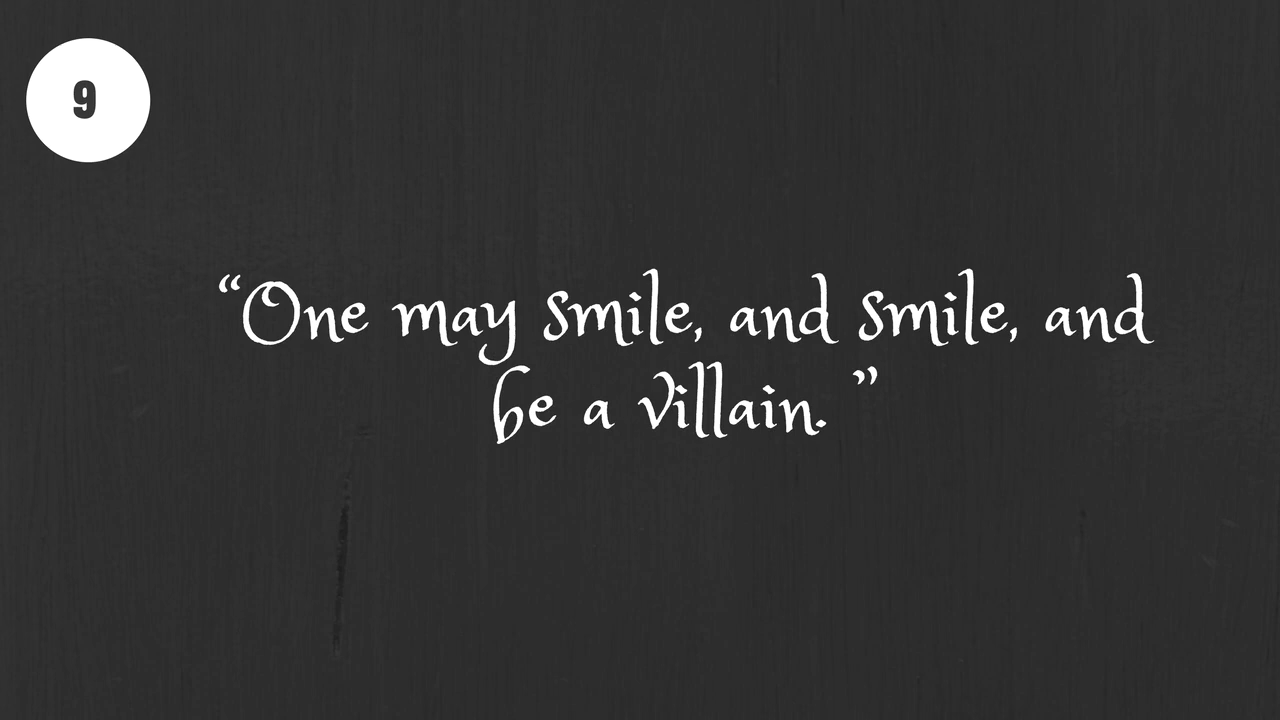 9
“One may smile, and smile, and
be a villain. ”